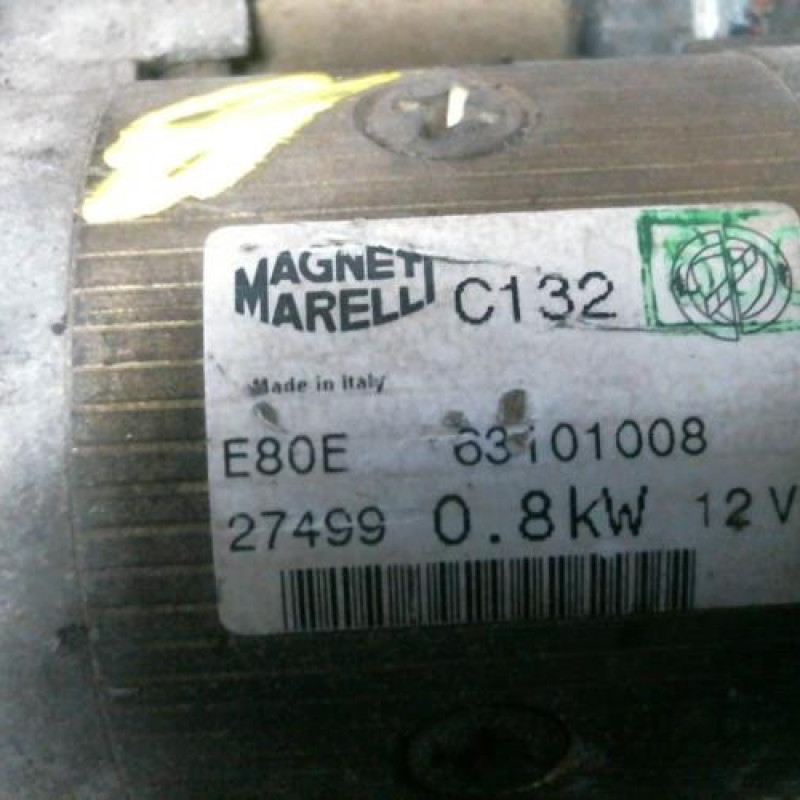 MAGNETI
MARELLI C132
Made in Italy
E80E 63101008
27499 0.8kW 12V